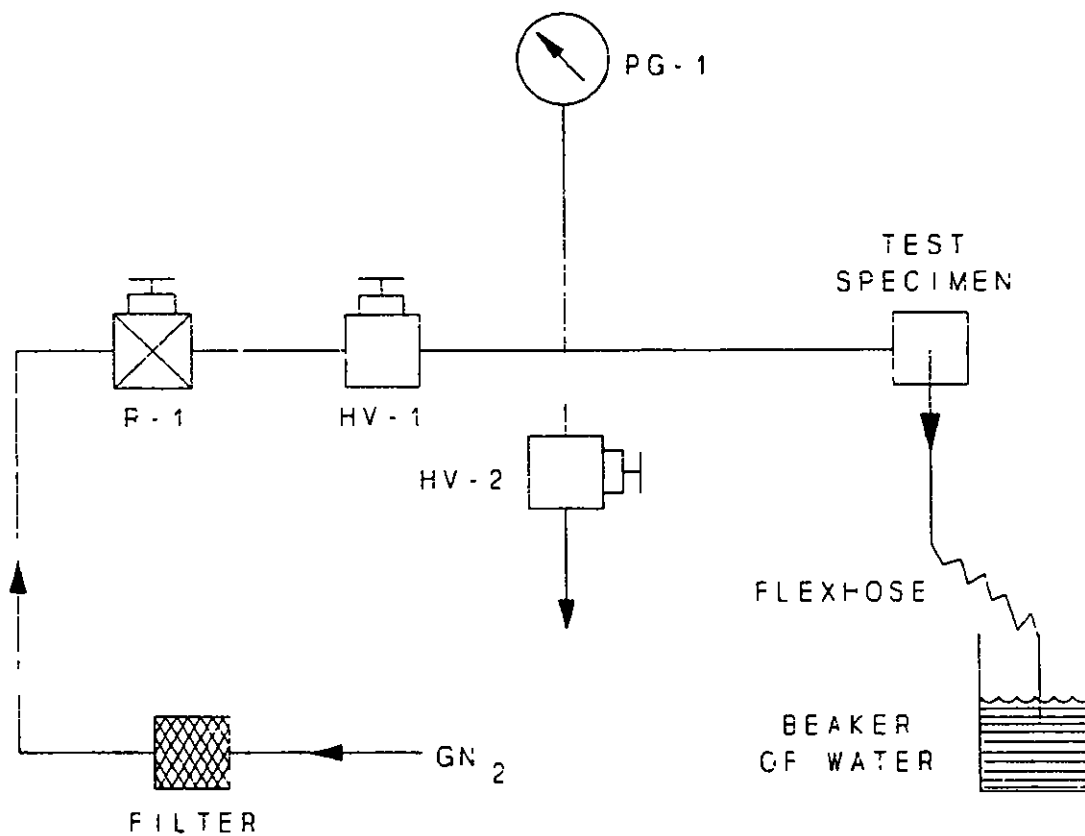 PG-1
TEST
SPECIMEN
R-1
HV-1
HV-2
FLEXHOSE
GN2
BEAKER
OF WATER
FILTER